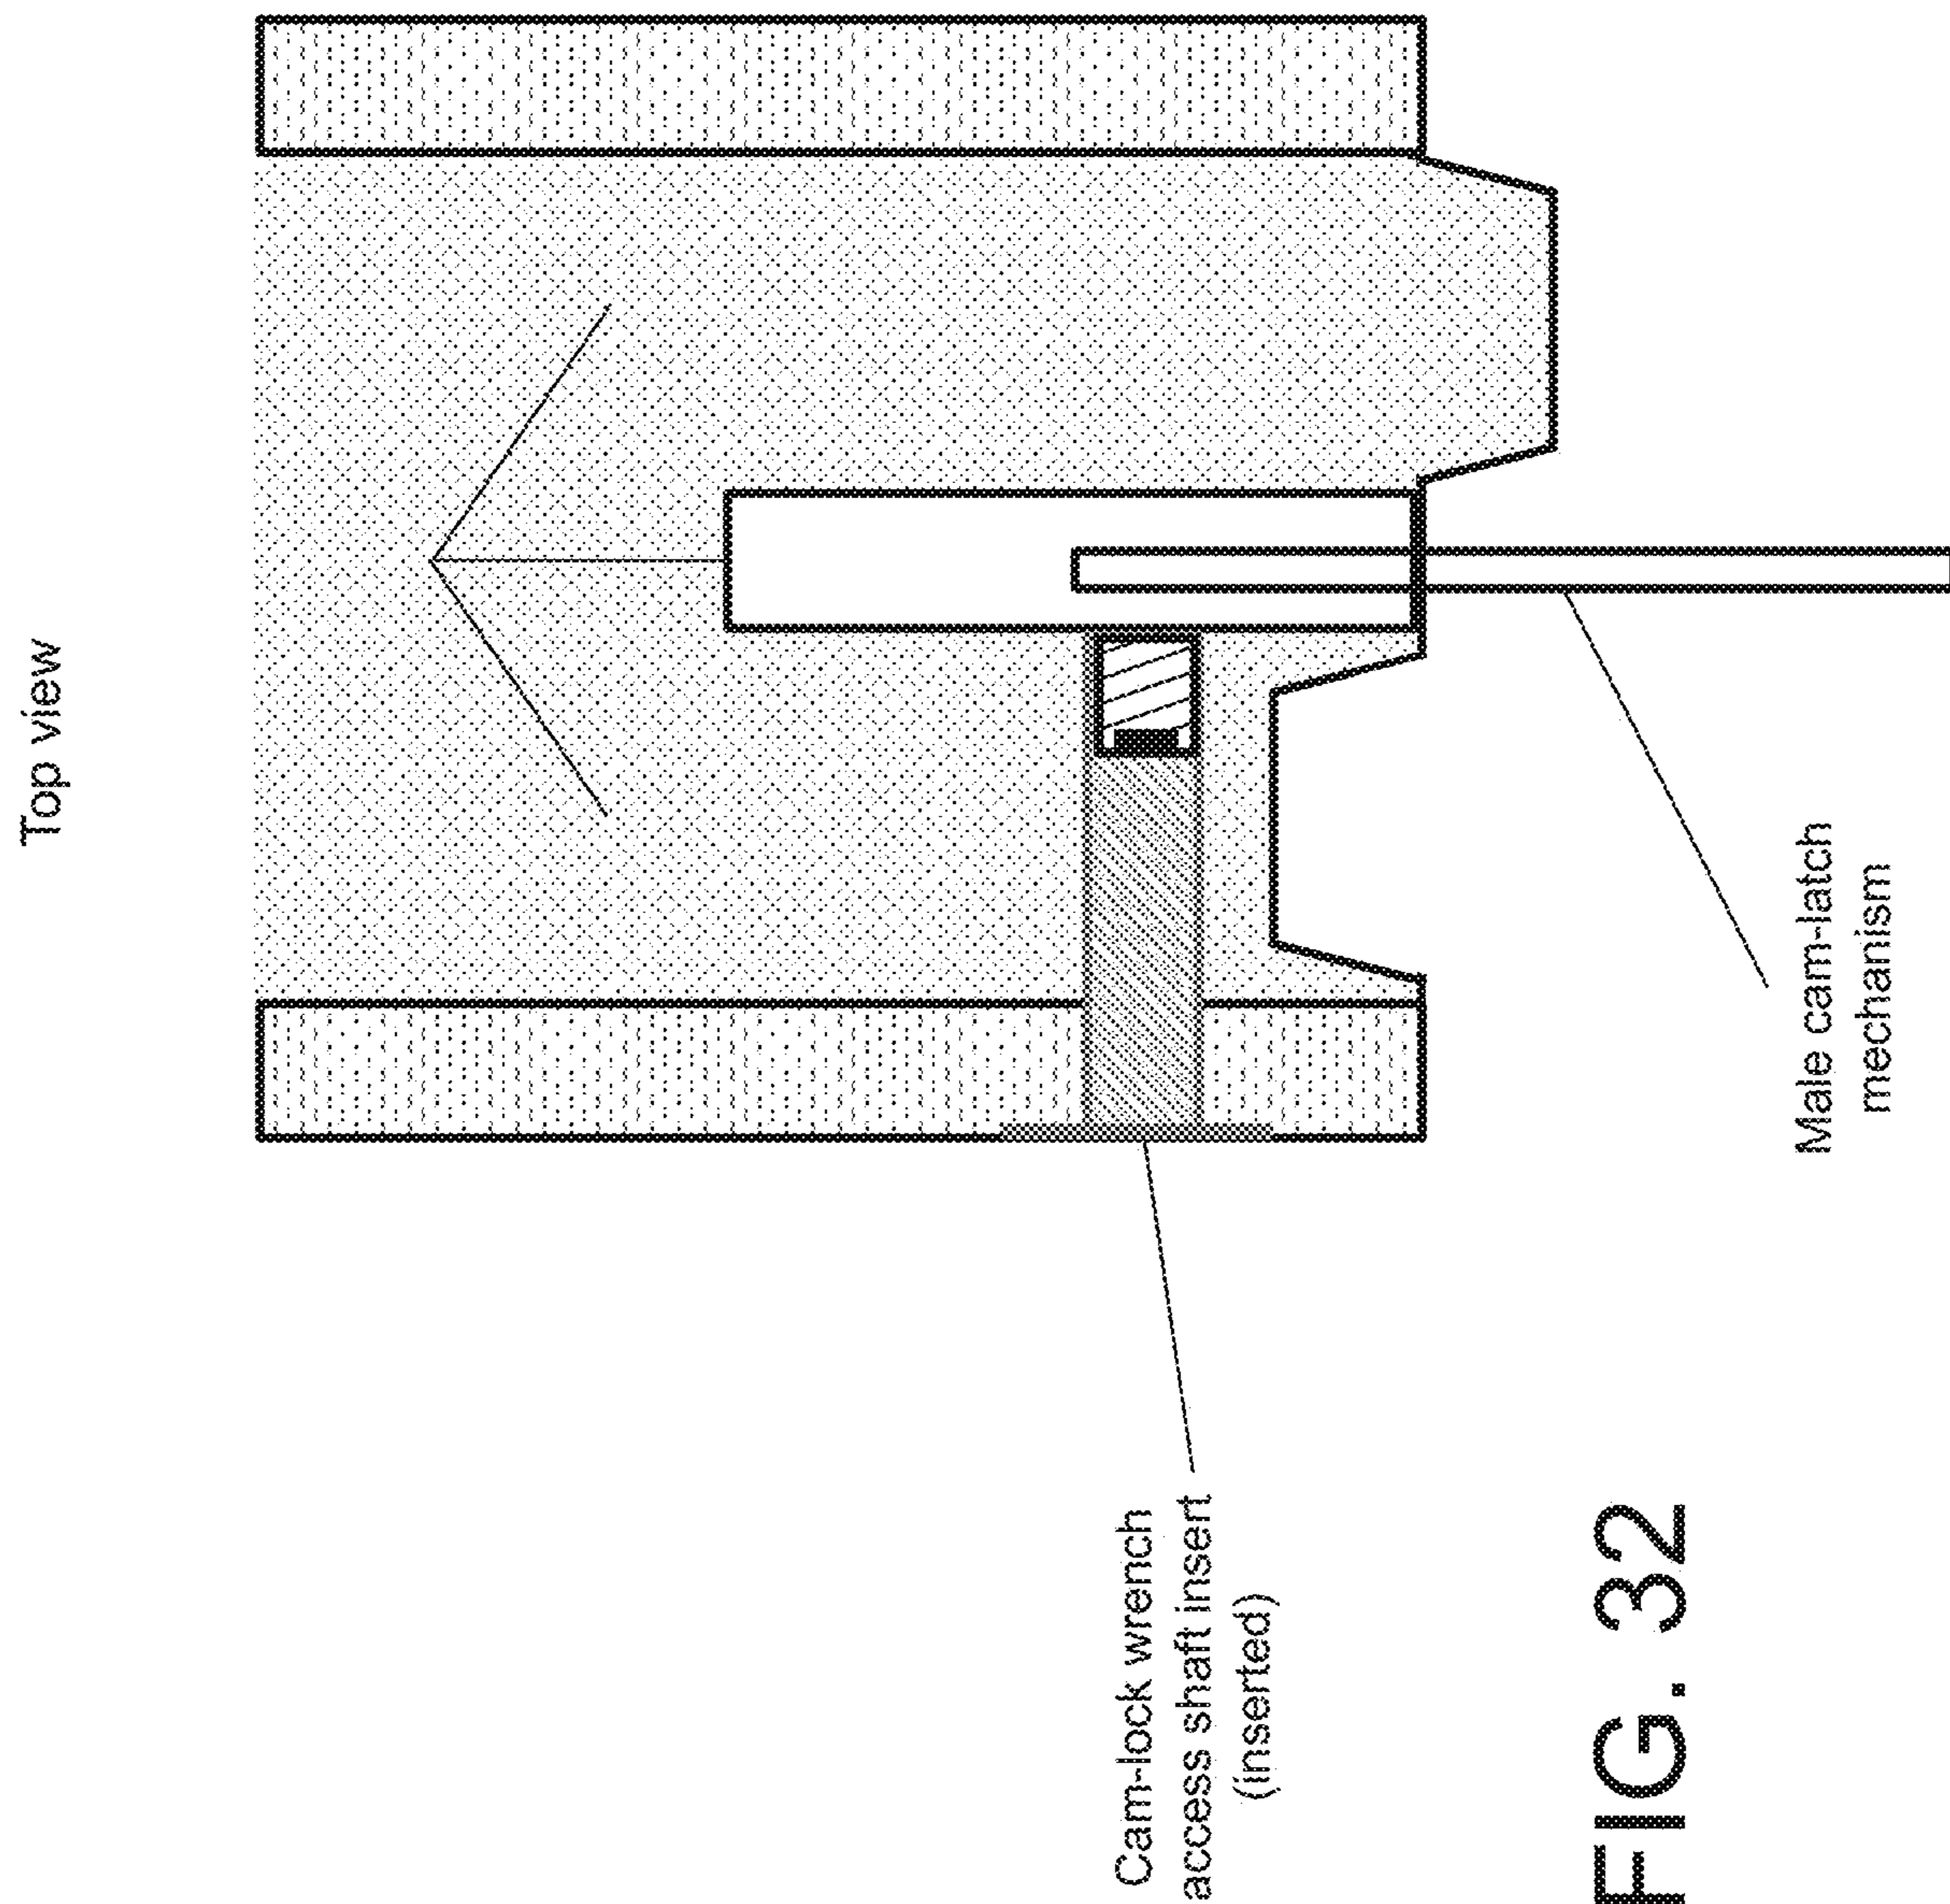 Top view
Cam-lock wrench
access shaft insert
(inserted)
Male cam-latch
mechanism
FIG. 32